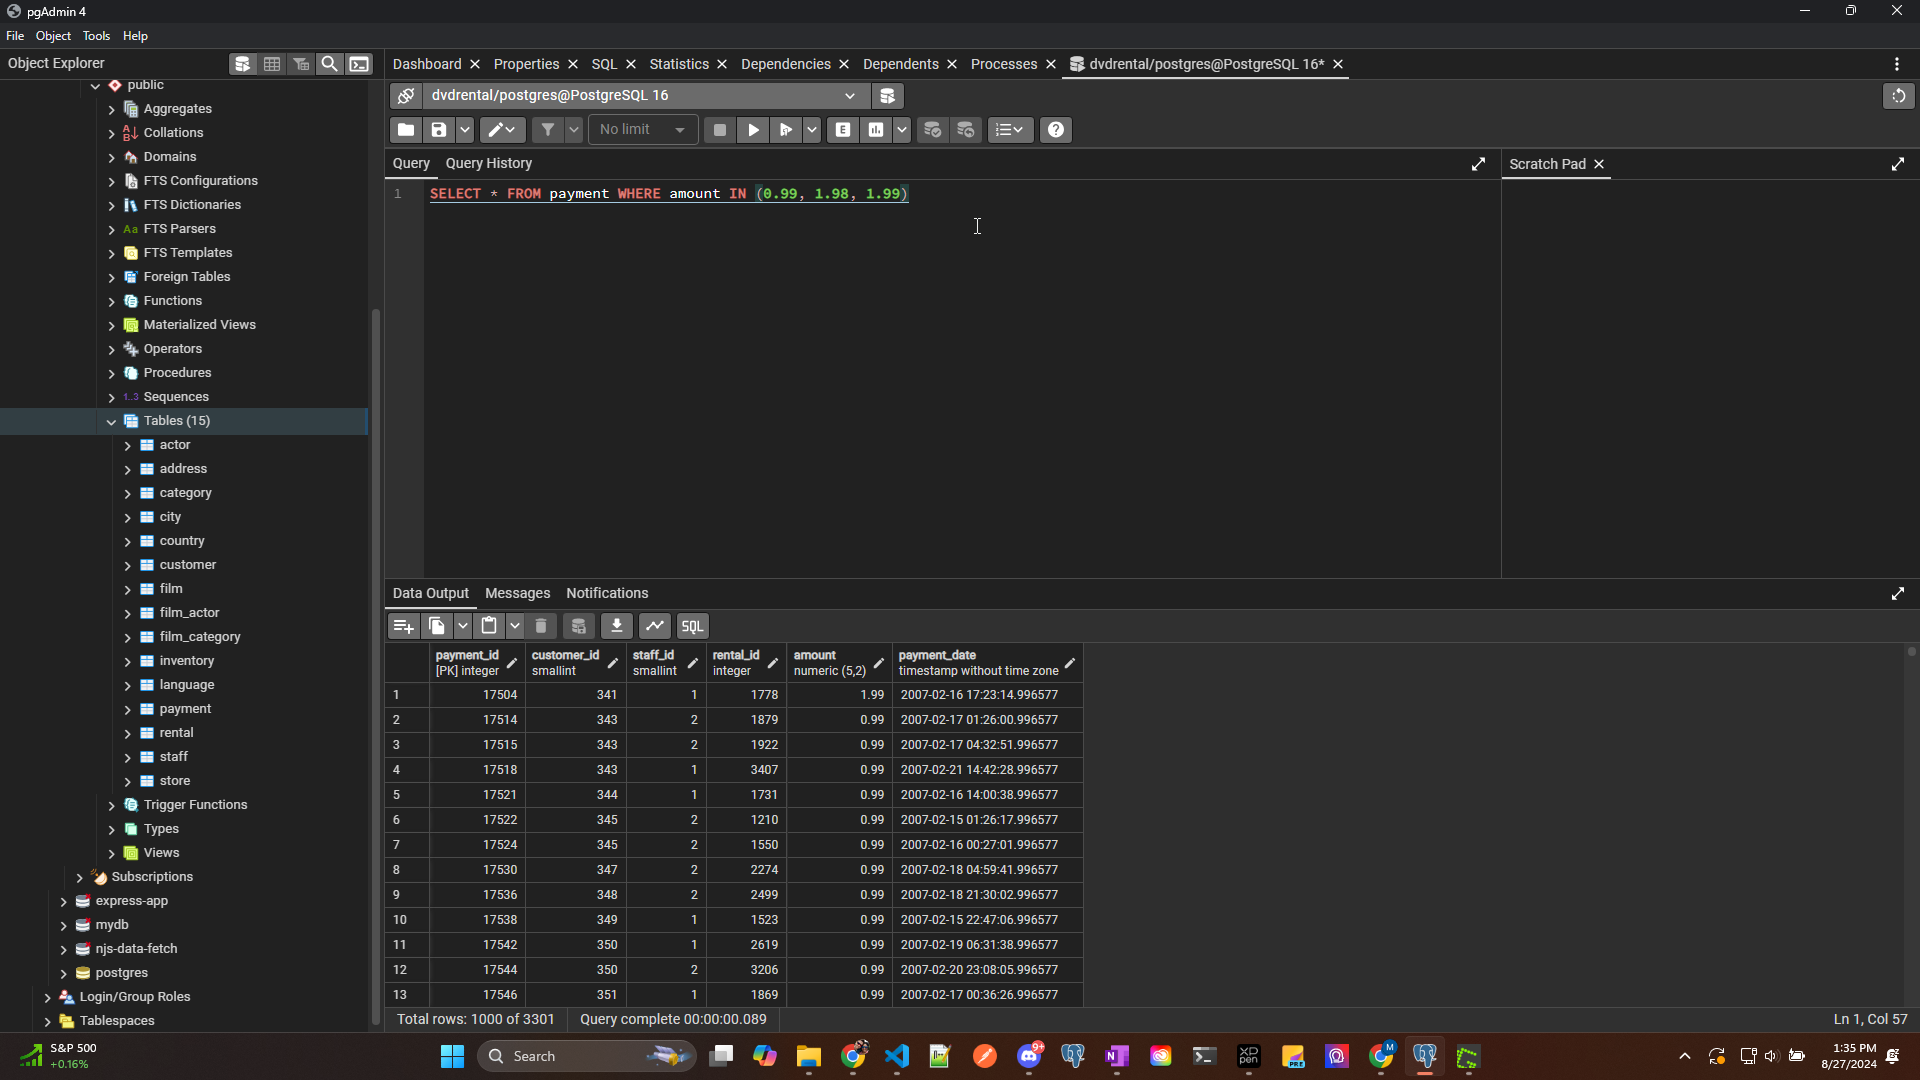 pgAdmin 4
File Object Tools Help
Object Explorer
Dashboard Properties SQL Statistics Dependencies Dependents Processes dvdrental/postgres@PostgreSQL 16*
public
Aggregates
Collations
Domains
FTS Configurations
FTS Dictionaries
Aa FTS Parsers
FTS Templates
Foreign Tables
Functions
Materialized Views
Operators
Procedures
1..3 Sequences
Tables (15)
actor
address
category
city
country
customer
film
film_actor
film_category
inventory
language
payment
rental
staff
store
Trigger Functions
Types
Views
Subscriptions
express-app
mydb
njs-data-fetch
postgres
Login/Group Roles
Tablespaces
dvdrental/postgres@PostgreSQL 16
No limit
E
Query Query History
Scratch Pad
1 SELECT * FROM payment WHERE amount IN (0.99, 1.98, 1.99)
Data Output Messages Notifications
SQL
payment_id customer_id staff_id rental_id amount payment_date
[PK] integer smallint smallint integer numeric (5,2) timestamp without time zone
1 17504 341 1 1778 1.99 2007-02-16 17:23:14.996577
2 17514 343 2 1879 0.99 2007-02-17 01:26:00.996577
3 17515 343 2 1922 0.99 2007-02-17 04:32:51.996577
4 17518 343 1 3407 0.99 2007-02-21 14:42:28.996577
5 17521 344 1 1731 0.99 2007-02-16 14:00:38.996577
6 17522 345 2 1210 0.99 2007-02-15 01:26:17.996577
7 17524 345 2 1550 0.99 2007-02-16 00:27:01.996577
8 17530 347 2 2274 0.99 2007-02-18 04:59:41.996577
9 17536 348 2 2499 0.99 2007-02-18 21:30:02.996577
10 17538 349 1 1523 0.99 2007-02-15 22:47:06.996577
11 17542 350 1 2619 0.99 2007-02-19 06:31:38.996577
12 17544 350 2 3206 0.99 2007-02-20 23:08:05.996577
13 17546 351 1 1869 0.99 2007-02-17 00:36:26.996577
Total rows: 1000 of 3301 Query complete 00:00:00.089 Ln 1, Col 57
S&P 500
+0.16%
Search
9+
XP
PEN
PRE
M
1:35 PM
8/27/2024